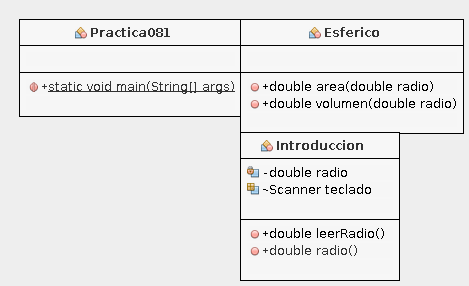 Practica081
+static void main(String[] args)
Esferico
+double area(double radio)
+double volumen(double radio)
Introduccion
-double radio
~Scanner teclado
+double leerRadio()
+double radio()